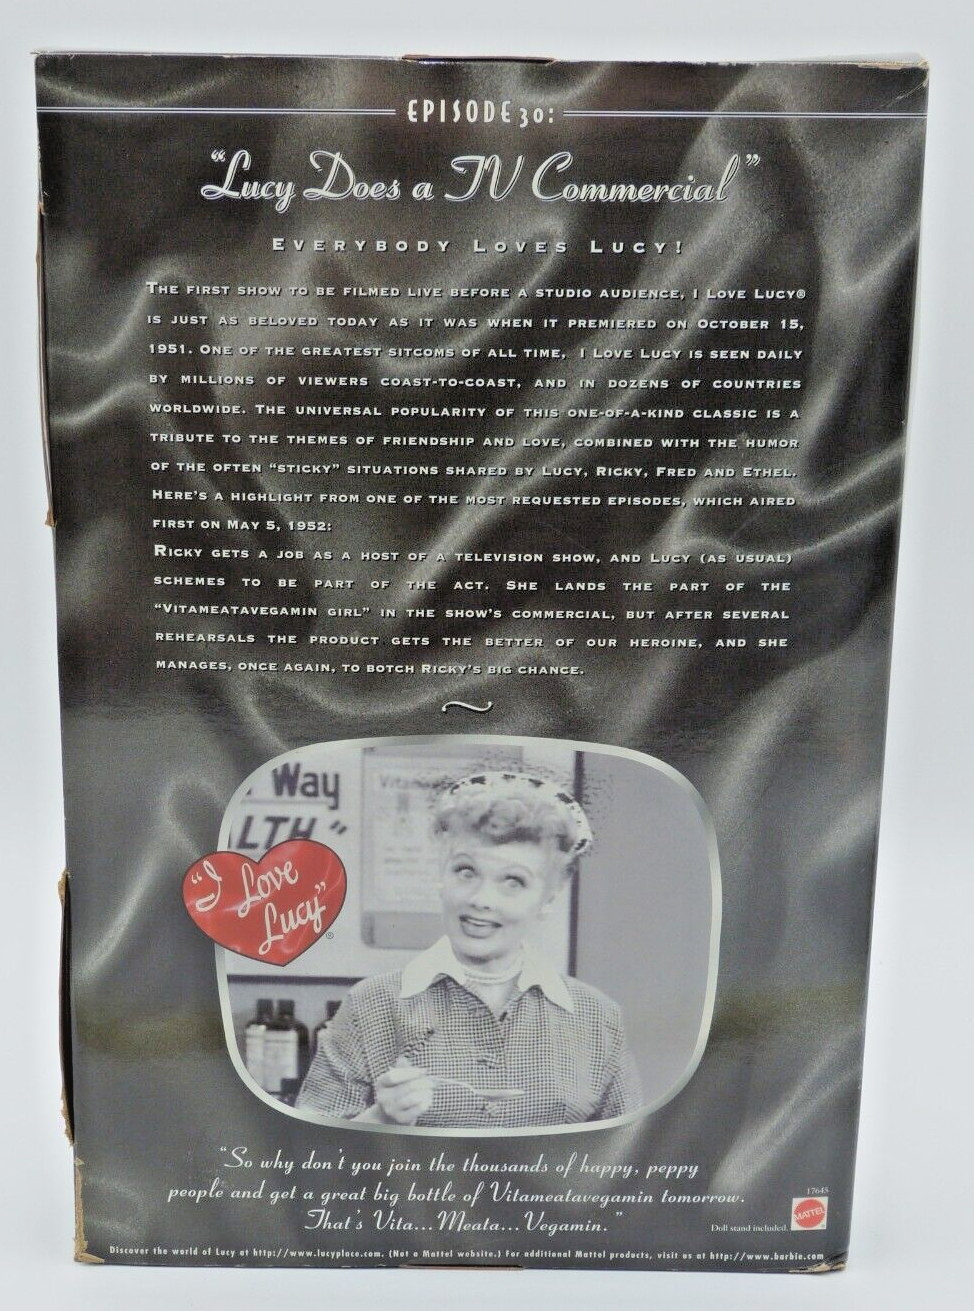 EPISODE 30:
"Lucy Does a TV Commercial"
EVERYBODY LOVES LUCY!
THE FIRST SHOW TO BE FILMED LIVE BEFORE A STUDIO AUDIENCE, I LOVE LUCY®
IS JUST AS BELOVED TODAY AS IT WAS WHEN IT PREMIERED ON OCTOBER 15,
1951. ONE OF THE GREATEST SITCOMS OF ALL TIME, I LOVE LUCY IS SEEN DAILY
BY MILLIONS OF VIEWERS COAST-TO-COAST, AND IN DOZENS OF COUNTRIES
WORLDWIDE. THE UNIVERSAL POPULARITY OF THIS ONE-OF-A-KIND CLASSIC IS A
TRIBUTE TO THE THEMES OF FRIENDSHIP AND LOVE, COMBINED WITH THE HUMOR
OF THE OFTEN "STICKY" SITUATIONS SHARED BY LUCY, RICKY, FRED AND ETHEL.
HERE'S A HIGHLIGHT FROM ONE OF THE MOST REQUESTED EPISODES, WHICH AIRED
FIRST ON MAY 5, 1952:
RICKY GETS A JOB AS A HOST OF A TELEVISION SHOW, AND LUCY (AS USUAL)
SCHEMES TO BE PART OF THE ACT. SHE LANDS THE PART OF THE
"VITAMEATAVEGAMIN GIRL" IN THE SHOW'S COMMERCIAL, BUT AFTER SEVERAL
REHEARSALS THE PRODUCT GETS THE BETTER OF OUR HEROINE, AND SHE
MANAGES, ONCE AGAIN, TO BOTCH RICKY'S BIG CHANCE.
Way
LTH"
Vita
"I Love
Lucy"®
"So why don't you join the thousands of happy, peppy
people and get a great big bottle of Vitameatavegamin tomorrow.
That's Vita...Meata...Vegamin."
17645
MATTEL
Doll stand included.
Discover the world of Lucy at http://www.lucyplace.com. (Not a Mattel website.) For additional Mattel products, visit us at http://www.barbie.com